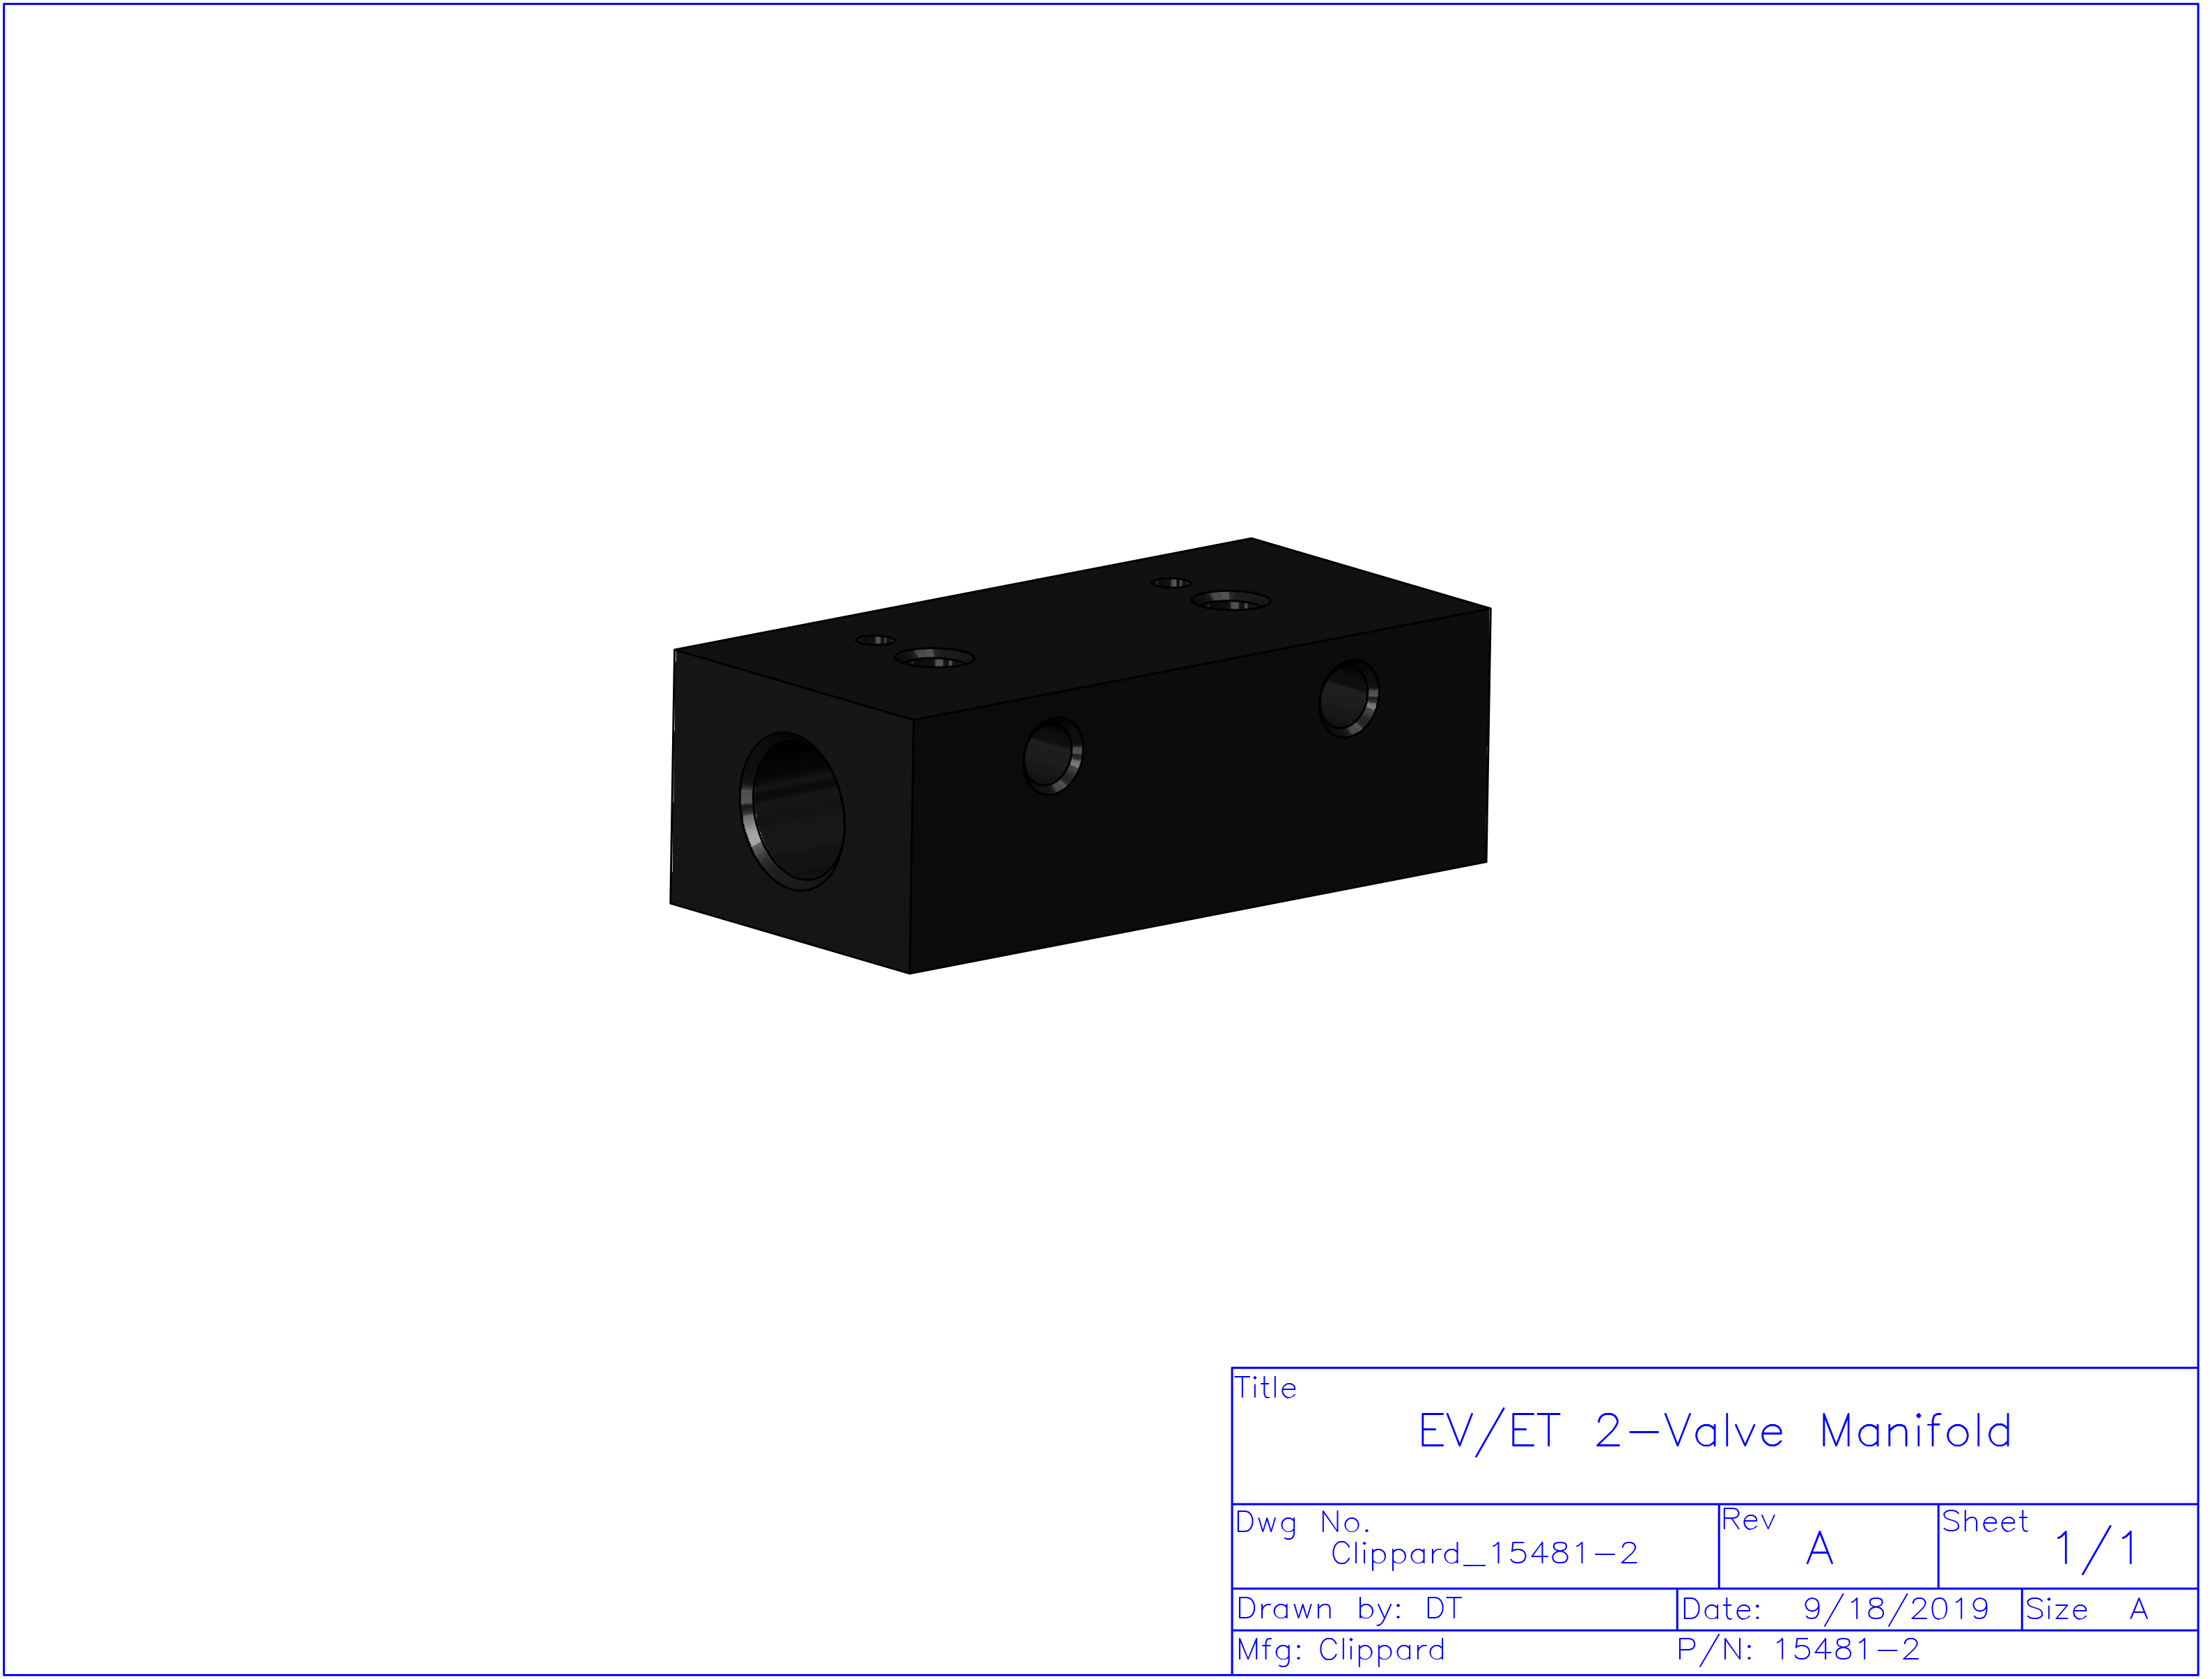 Title
EV/ET 2-Valve Manifold
Dwg No.
Clippard_15481-2
Rev
A
Sheet
1/1
Drawn by: DT
Date: 9/18/2019
Size A
Mfg: Clippard
P/N: 15481-2